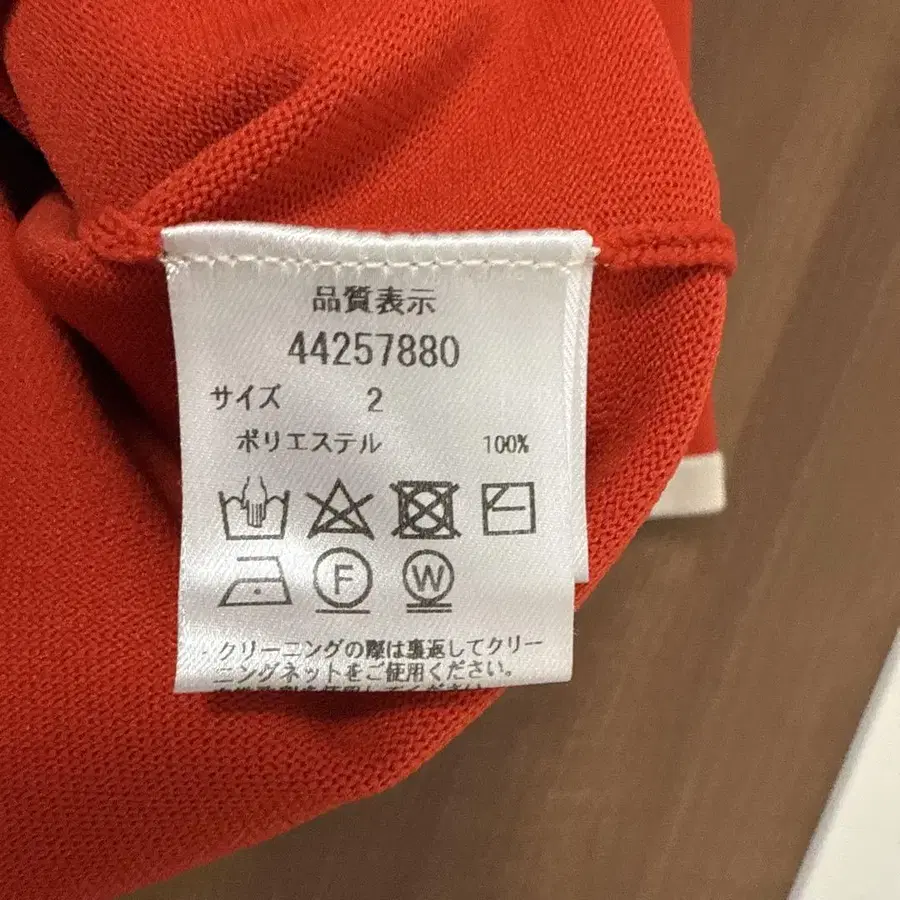 品質表示
44257880
サイズ 2
ポリエステル 100%
F W
クリーニングの際は裏返してクリー
ニングネットをご使用ください。